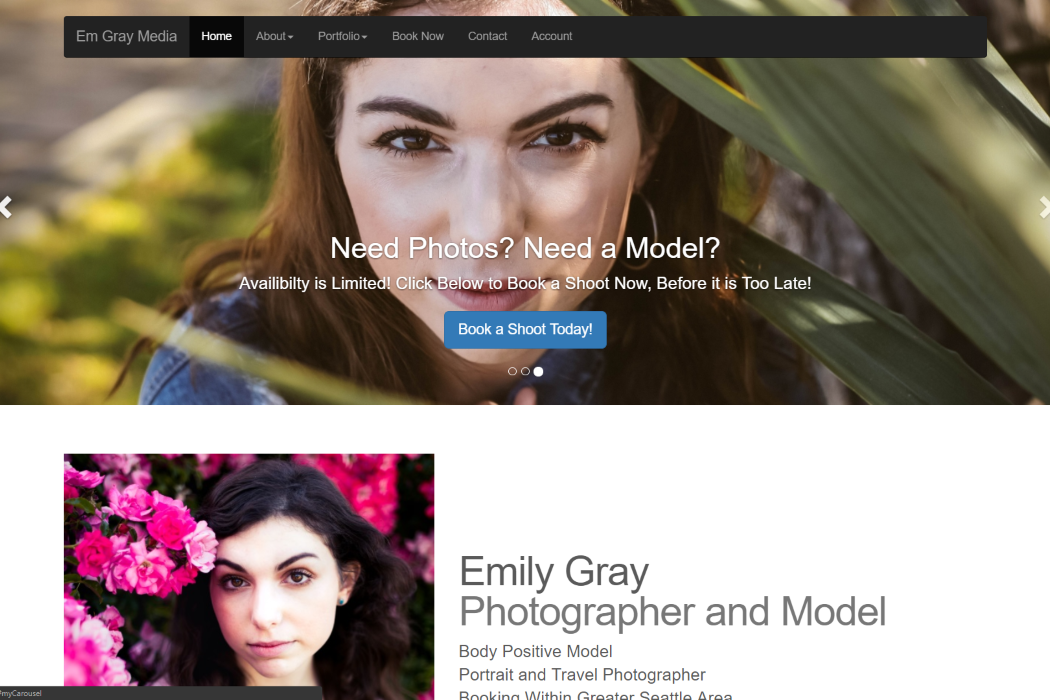 Em Gray Media Home About Portfolio Book Now Contact Account
Need Photos? Need a Model?
Availibilty is Limited! Click Below to Book a Shoot Now, Before it is Too Late!
Book a Shoot Today!
Emily Gray
Photographer and Model
Body Positive Model
Portrait and Travel Photographer
Booking Within Greater Seattle Area
#myCarousel